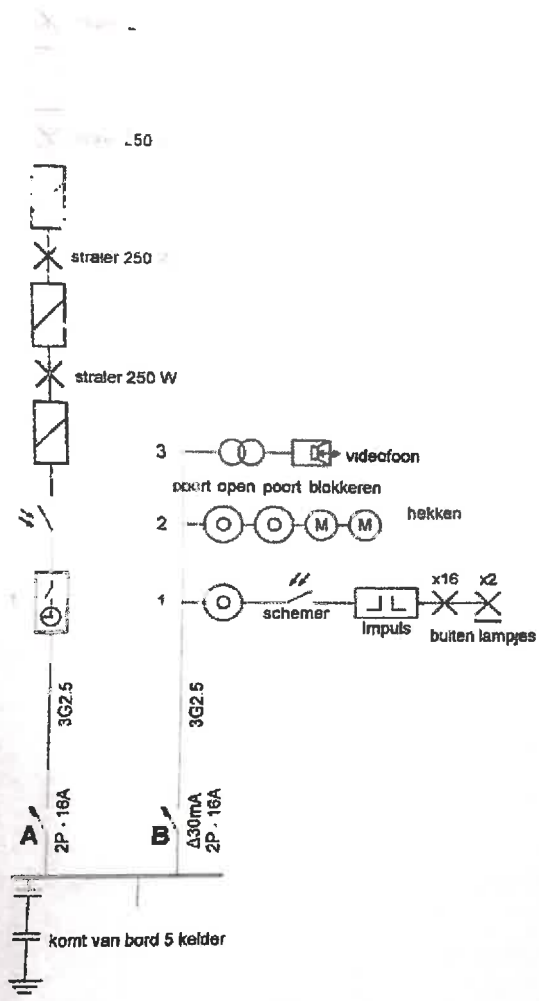 50
straler 250
straler 250 W
3
videofoon
poort open poort blokkeren
2
O O M M
hekken
1
O
schemer
Impuls
x16
x2
buiten lampjes
3G2.5
3G2.5
A
2P - 16A
B
Δ30mA
2P - 16A
komt van bord 5 kelder